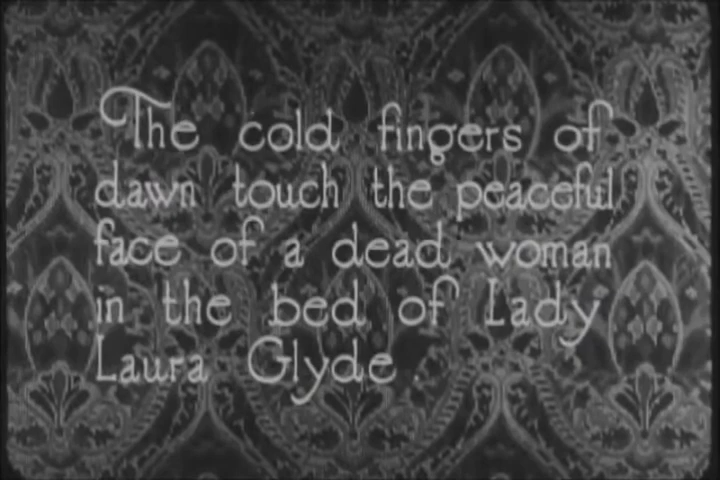 The cold fingers of
dawn touch the peaceful
face of a dead woman
in the bed of Lady
Laura Glyde.